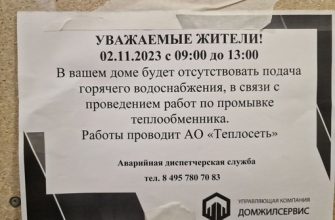 УВАЖАЕМЫЕ ЖИТЕЛИ!
02.11.2023 с 09:00 до 13:00
В вашем доме будет отсутствовать подача
горячего водоснабжения, в связи с
проведением работ по промывке
теплообменника.
Работы проводит АО «Теплосеть»
Аварийная диспетчерская служба
тел. 8 495 780 70 83
УПРАВЛЯЮЩАЯ КОМПАНИЯ
ДОМЖИЛСЕРВИС